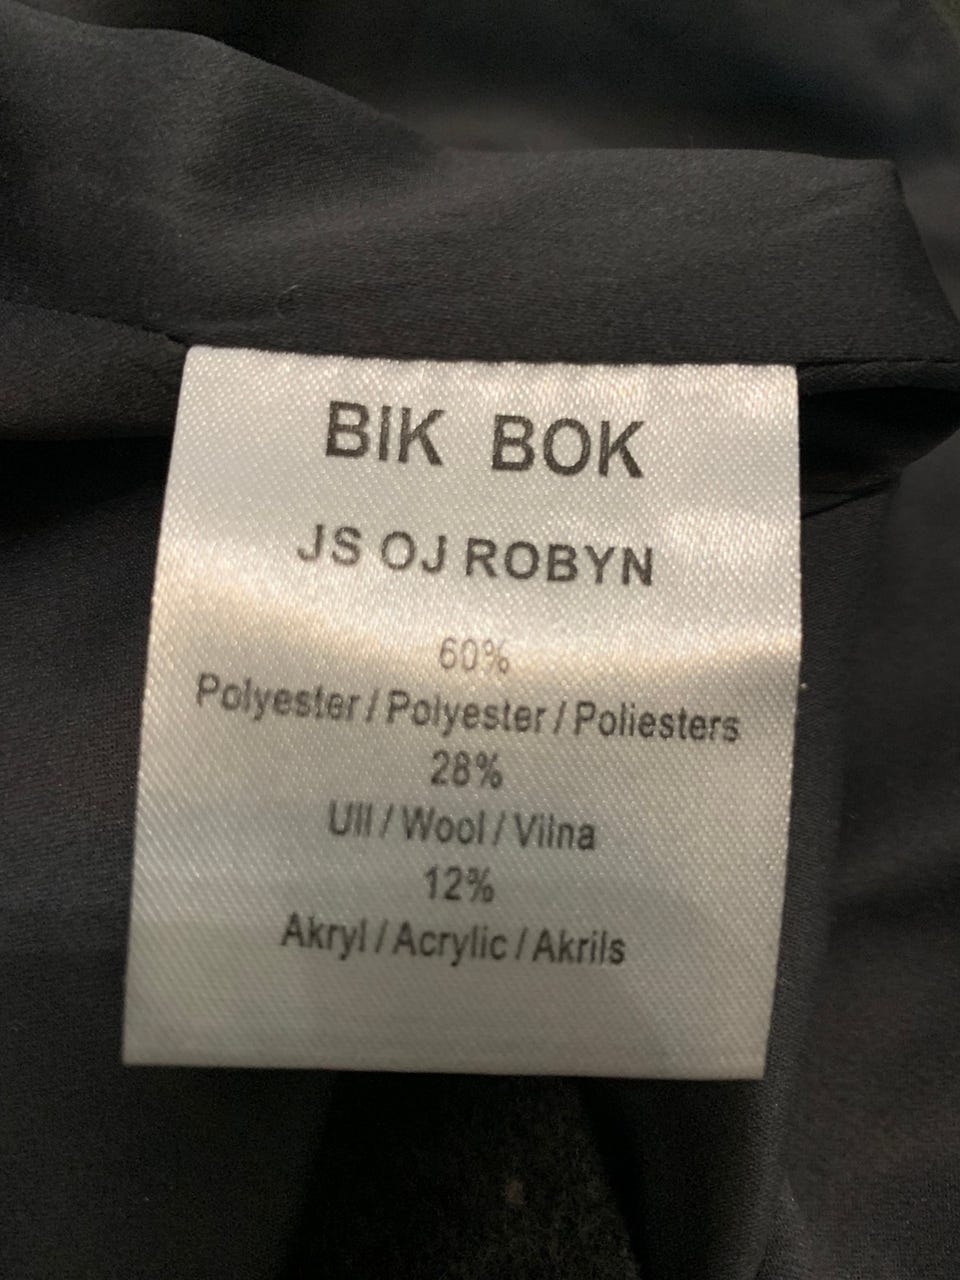 BIK BOK
JS OJ ROBYN
60%
Polyester / Polyester / Poliesters
28%
Ull / Wool / Vilna
12%
Akryl / Acrylic / Akrils